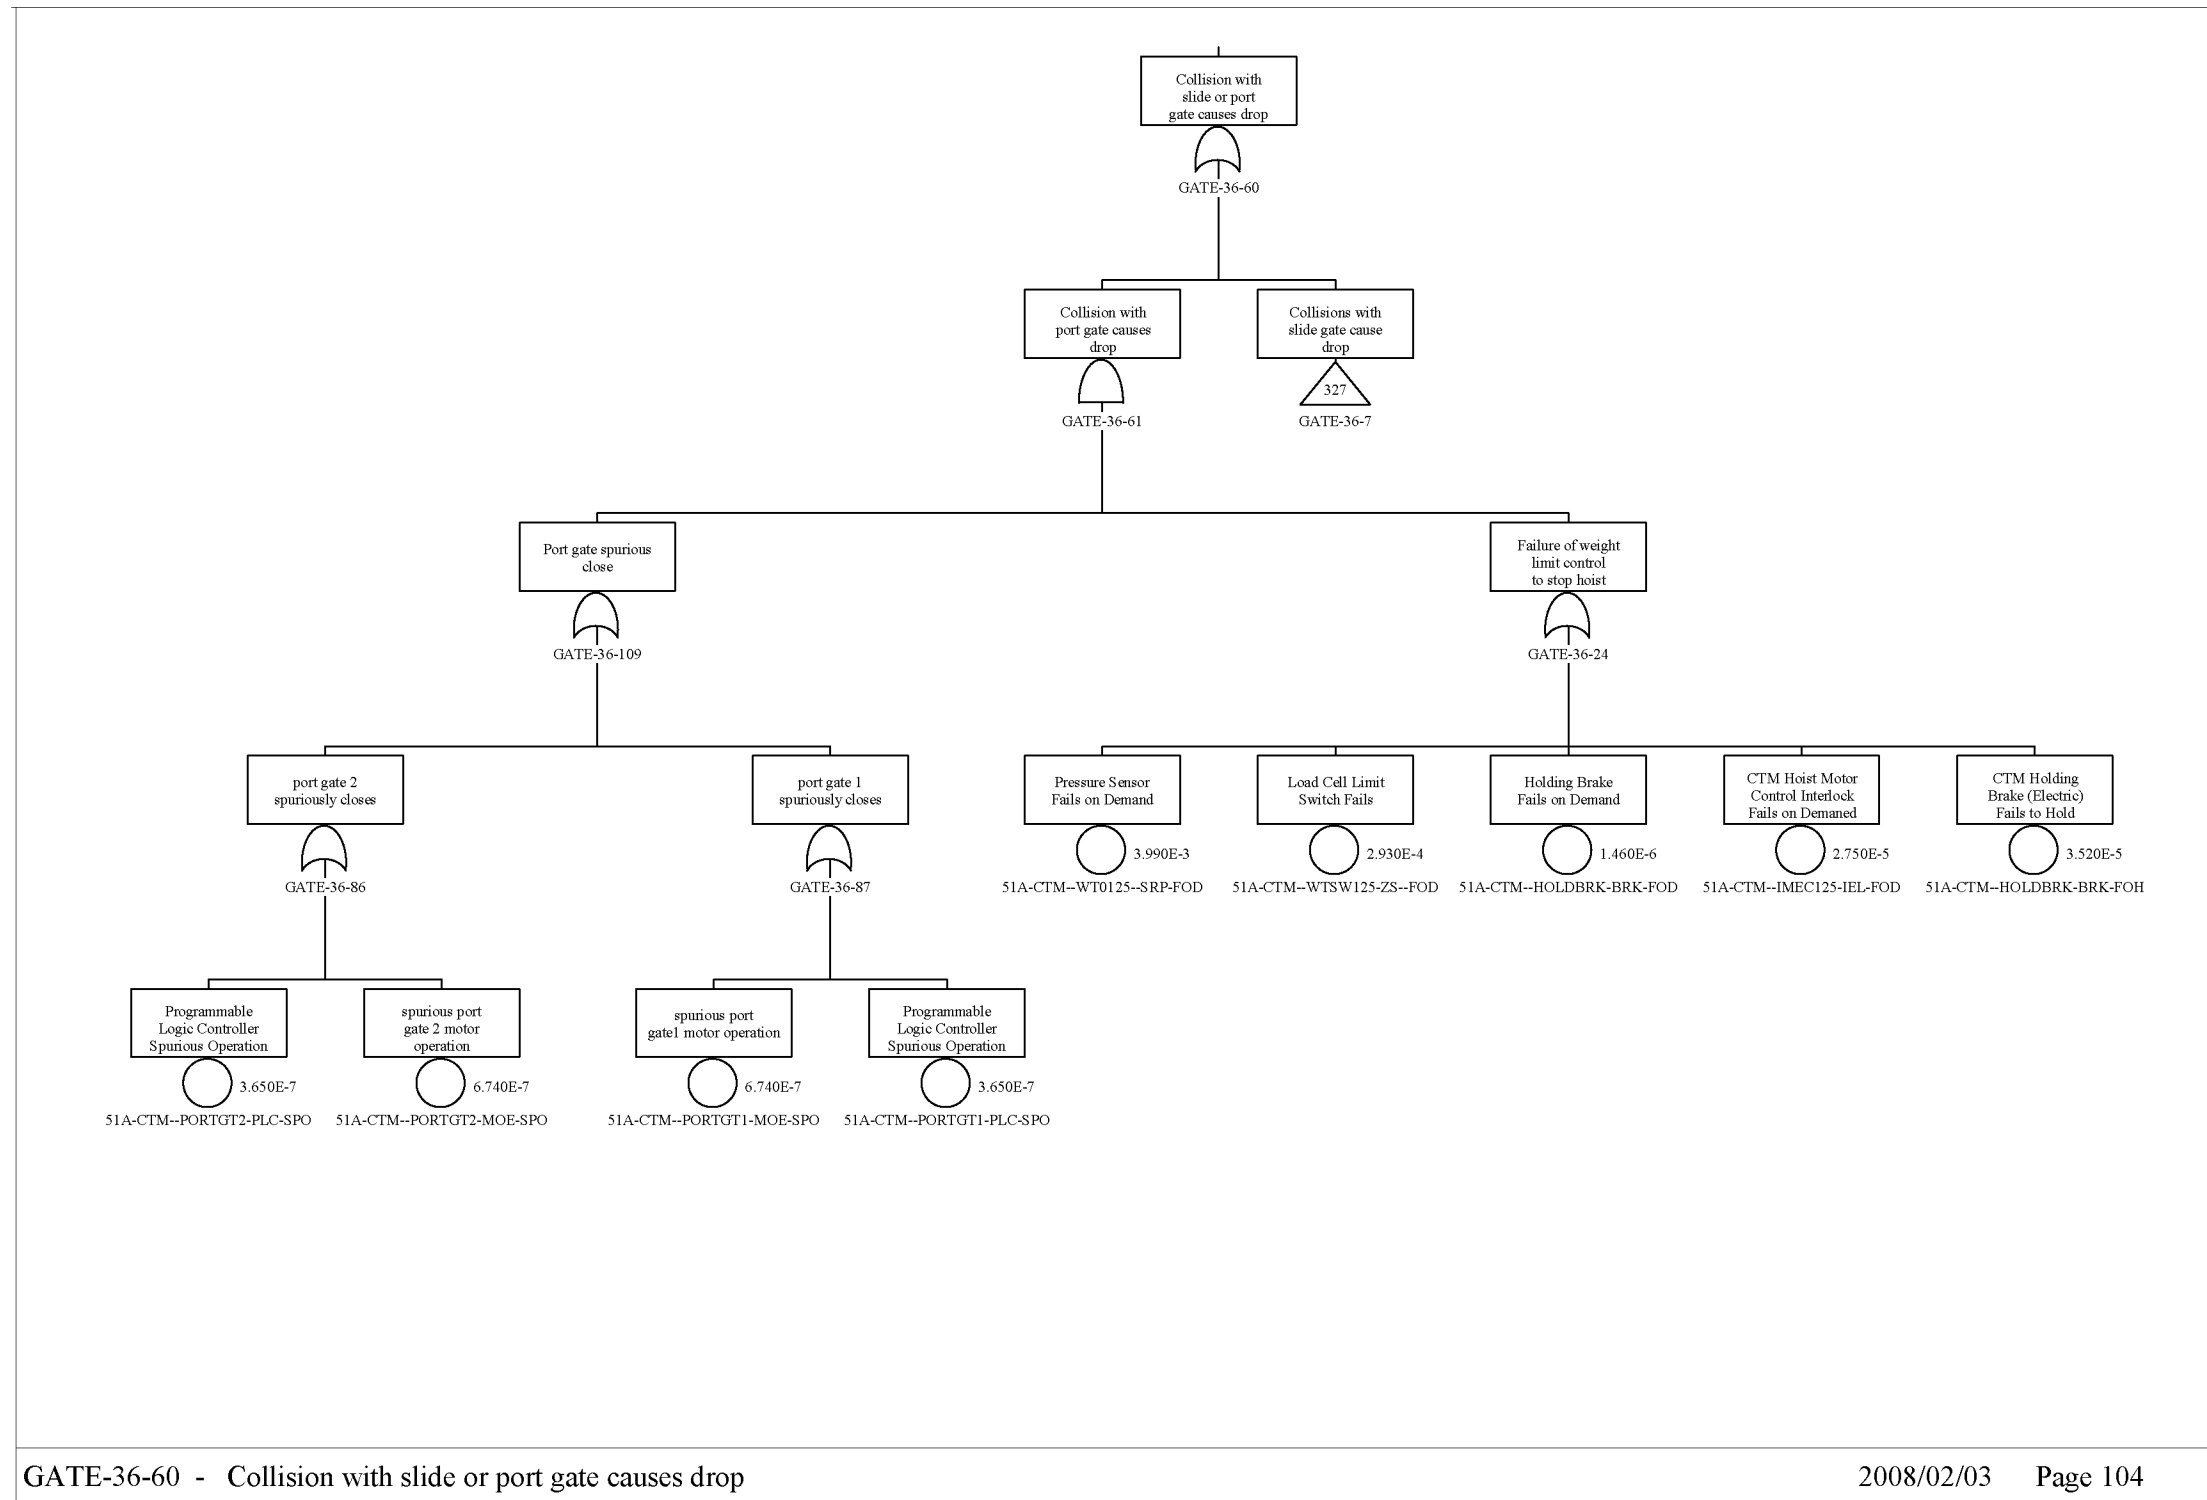 Collision with
slide or port
gate causes drop
GATE-36-60
Collision with
port gate causes
drop
GATE-36-61
Collisions with
slide gate cause
drop
327
GATE-36-7
Port gate spurious
close
GATE-36-109
Failure of weight
limit control
to stop hoist
GATE-36-24
port gate 2
spuriously closes
GATE-36-86
port gate 1
spuriously closes
GATE-36-87
Pressure Sensor
Fails on Demand
3.990E-3
51A-CTM--WT0125--SRP-FOD
Load Cell Limit
Switch Fails
2.930E-4
51A-CTM--WTSW125-ZS--FOD
Holding Brake
Fails on Demand
1.460E-6
51A-CTM--HOLDBRK-BRK-FOD
CTM Hoist Motor
Control Interlock
Fails on Demaned
2.750E-5
51A-CTM--IMEC125-IEL-FOD
CTM Holding
Brake (Electric)
Fails to Hold
3.520E-5
51A-CTM--HOLDBRK-BRK-FOH
Programmable
Logic Controller
Spurious Operation
3.650E-7
51A-CTM--PORTGT2-PLC-SPO
spurious port
gate 2 motor
operation
6.740E-7
51A-CTM--PORTGT2-MOE-SPO
spurious port
gate1 motor operation
6.740E-7
51A-CTM--PORTGT1-MOE-SPO
Programmable
Logic Controller
Spurious Operation
3.650E-7
51A-CTM--PORTGT1-PLC-SPO
GATE-36-60 - Collision with slide or port gate causes drop
2008/02/03 Page 104